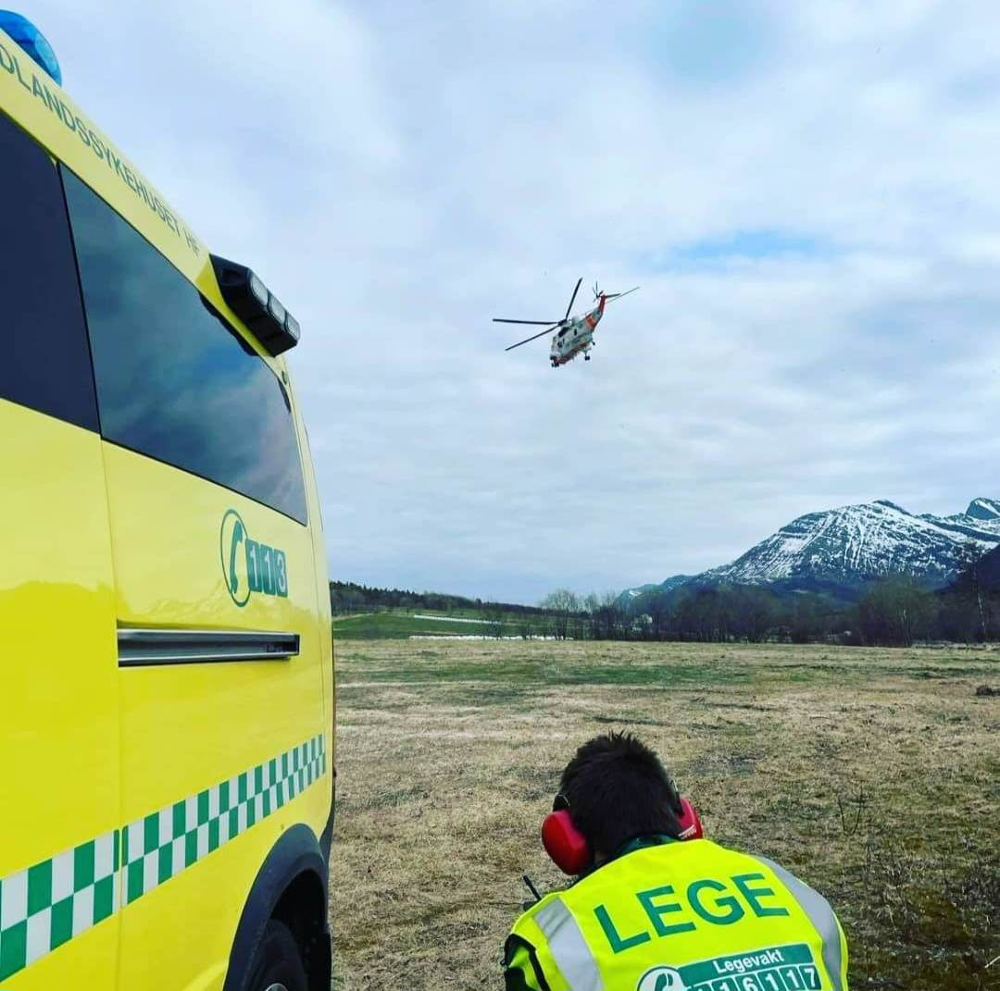 DLANDSSYKEHUSET HF
113
LEGE
Legevakt
116117